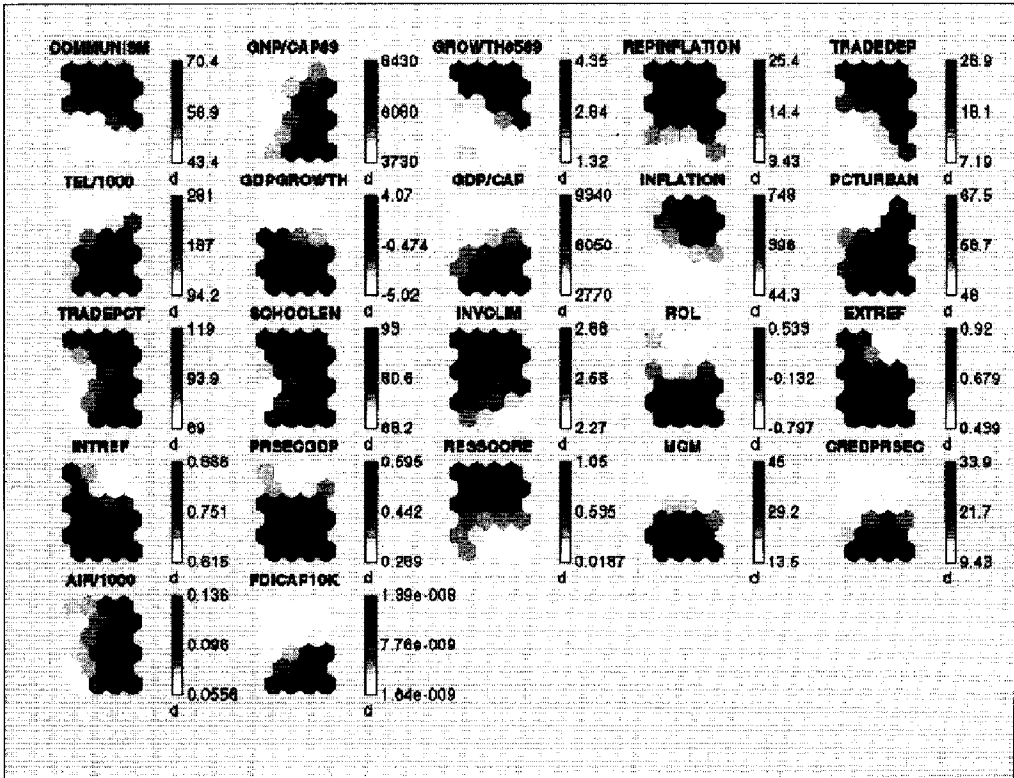 COMMUNISM GNP/CAP89 GROWTH8589 REPINFLATION TRADEDEP
70.4 8430 4.35 25.4 28.9
56.9 6080 2.84 14.4 18.1
43.4 3730 1.32 9.43 7.19
d d d d d
TEL/1000 GDPGROWTH GDP/CAP INFLATION PCTURBAN
281 4.07 9340 748 67.5
187 -0.474 6050 396 56.7
94.2 -5.02 2770 44.3 46
d d d d d
TRADEPCT SCHOOLEN INVCLIM ROL EXTREF
119 93 2.88 0.533 0.92
93.9 80.6 2.58 -0.132 0.679
69 68.2 2.27 -0.797 0.439
d d d d d
INTREF PRSECGDP RESSCORE MGM CREDPRSEC
0.888 0.595 1.05 45 33.9
0.751 0.442 0.535 29.2 21.7
0.615 0.289 0.0187 13.5 9.43
d d d d d
AIR/1000 FDICAP10K
0.136 1.39e-008
0.096 7.76e-009
0.0556 1.64e-009
d d